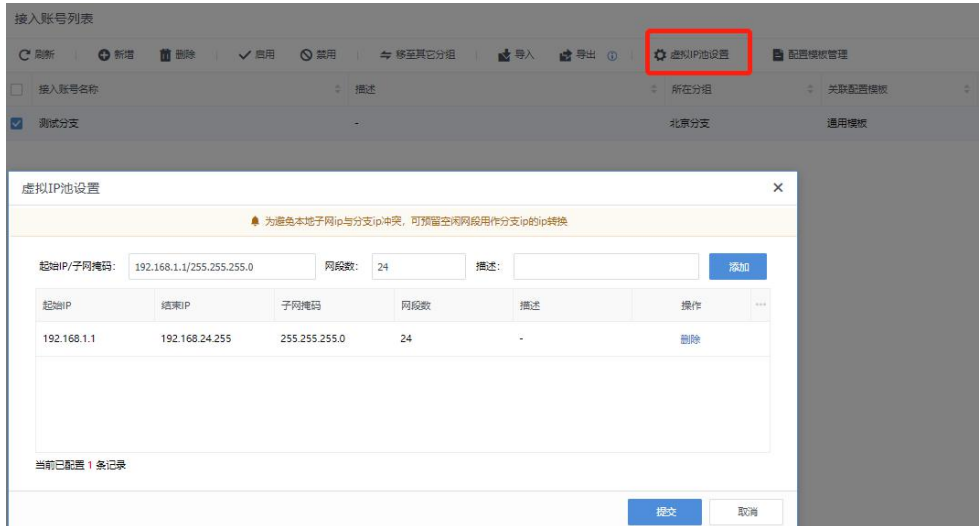 接入账号列表
刷新 新增 删除 启用 禁用 移至其它分组 导入 导出 虚拟IP池设置 配置模板管理
接入账号名称 描述 所在分组 关联配置模板
测试分支 - 北京分支 通用模板
虚拟IP池设置
为避免本地子网ip与分支ip冲突，可预留空闲网段用作分支ip的ip转换
起始IP/子网掩码： 192.168.1.1/255.255.255.0 网段数： 24 描述： 添加
起始IP 结束IP 子网掩码 网段数 描述 操作
192.168.1.1 192.168.24.255 255.255.255.0 24 - 删除
当前已配置 1 条记录
提交 取消